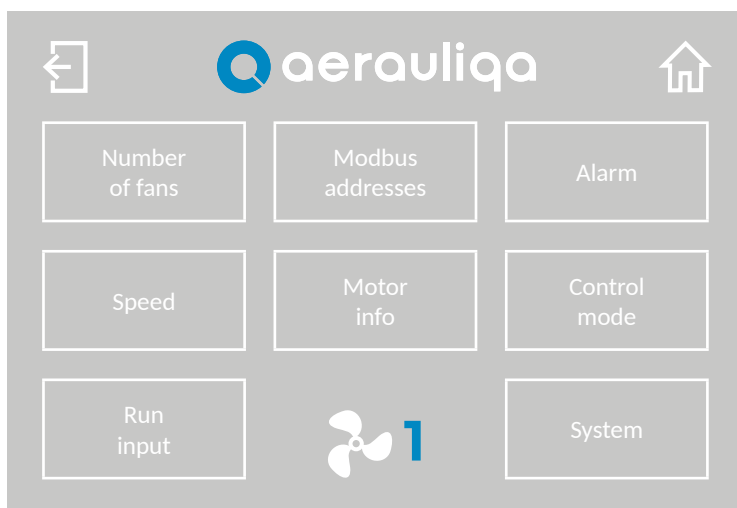 aerauliqa
Number
of fans
Modbus
addresses
Alarm
Speed
Motor
info
Control
mode
Run
input
1
System